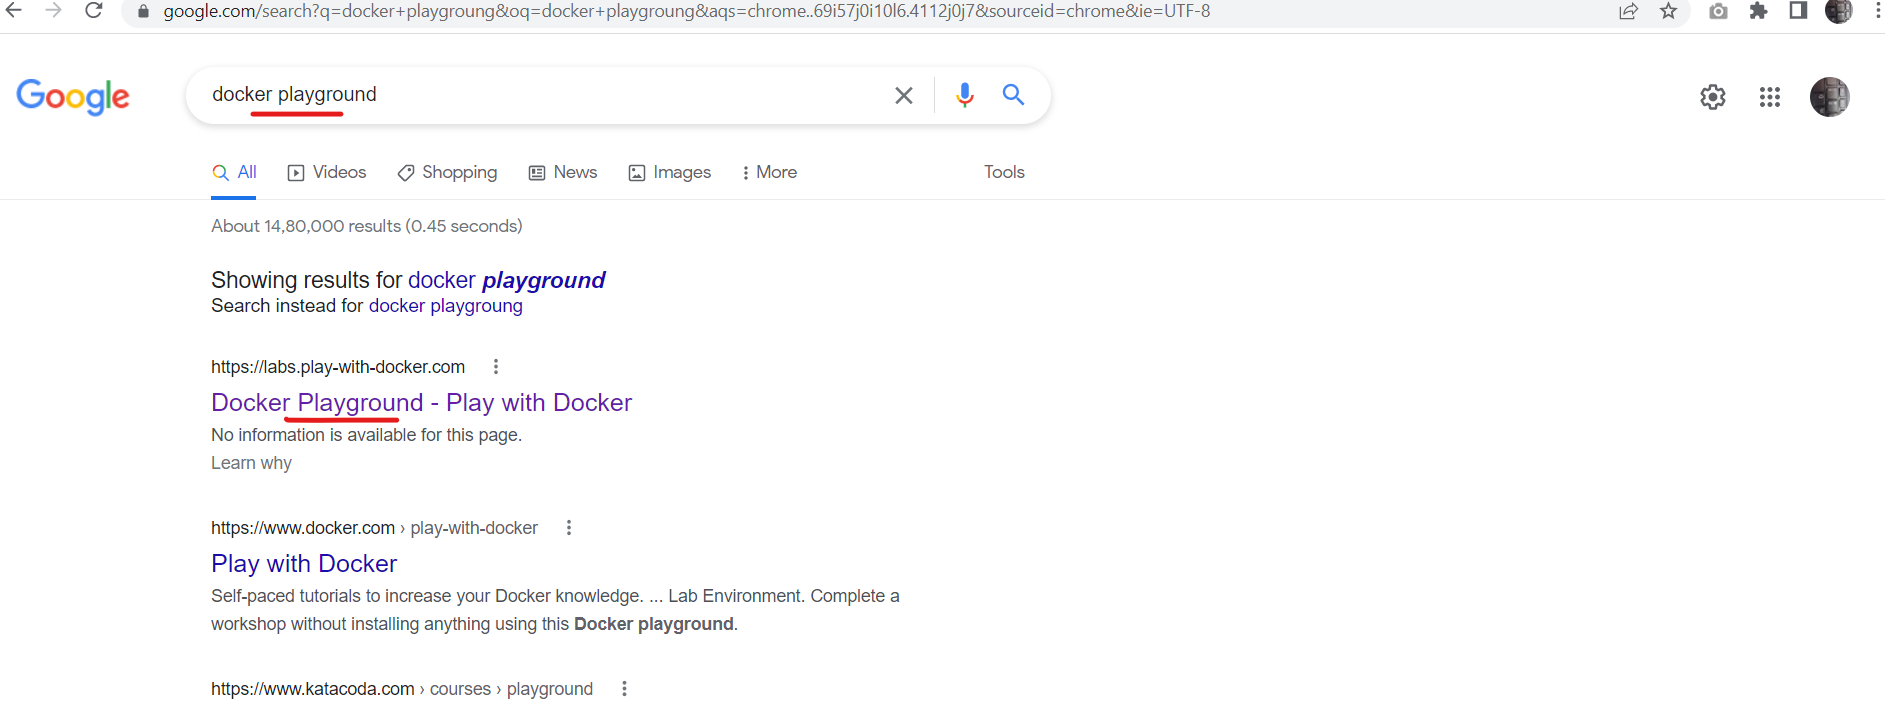 google.com/search?q=docker+playgroung&oq=docker+playgroung&aqs=chrome..69i57j0i10l6.4112j0j7&sourceid=chrome&ie=UTF-8
Google
docker playground
All Videos Shopping News Images More Tools
About 14,80,000 results (0.45 seconds)
Showing results for docker playground
Search instead for docker playgroung
https://labs.play-with-docker.com
Docker Playground - Play with Docker
No information is available for this page.
Learn why
https://www.docker.com › play-with-docker
Play with Docker
Self-paced tutorials to increase your Docker knowledge. ... Lab Environment. Complete a
workshop without installing anything using this Docker playground.
https://www.katacoda.com › courses › playground